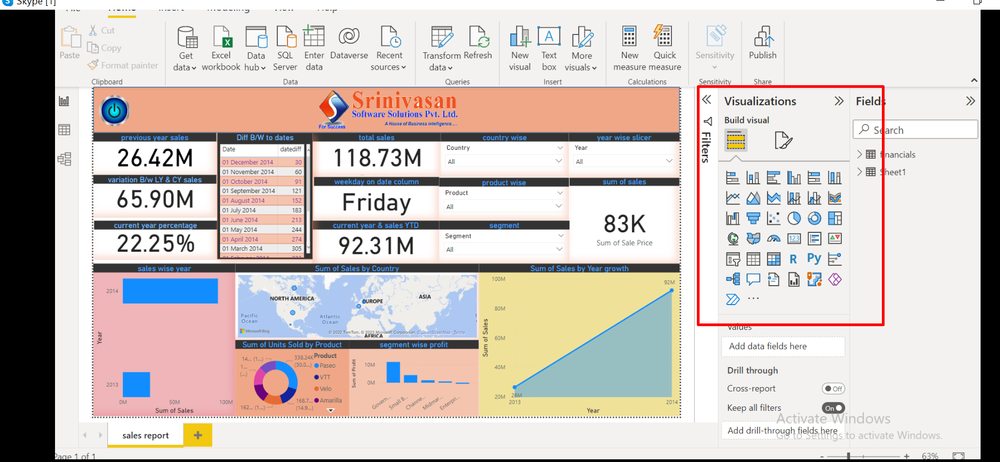 Skype [1]
File Home Insert Modeling View Help
Paste
Cut
Copy
Format painter
Clipboard
Get data
Excel workbook
Data hub
SQL Server
Enter data
Dataverse
Recent sources
Data
Transform data
Refresh
Queries
New visual
Text box
More visuals
Insert
New measure
Quick measure
Calculations
Sensitivity
Sensitivity
Publish
Share
Srinivasan
Software Solutions Pvt. Ltd.
For Success
A House of Business intelligence....
previous year sales
26.42M
variation B/w LY & CY sales
65.90M
current year percentage
22.25%
Diff B/W to dates
Date datediff
01 December 2014 30
01 November 2014 60
01 October 2014 91
01 September 2014 121
01 August 2014 152
01 July 2014 183
01 June 2014 213
01 May 2014 244
01 April 2014 274
01 March 2014 305
total sales
118.73M
weekday on date column
Friday
current year & sales YTD
92.31M
country wise
Country
All
product wise
Product
All
segment
Segment
All
year wise slicer
Year
All
sum of sales
83K
Sum of Sale Price
sales wise year
Year
2014
2013
0M 50M 100M
Sum of Sales
Sum of Sales by Country
NORTH AMERICA
EUROPE
ASIA
Pacific
Ocean
Atlantic
Ocean
AFRICA
Microsoft Bing
© 2022 TomTom, © 2023 Microsoft Corporation, © OpenStreetMap Terms
Sum of Units Sold by Product
14... (1...)
1...
(...)
162... (1...)
338.24K
(30.0...)
168.7...
(14.9...)
Product
Paseo
VTT
Velo
Amarilla
segment wise profit
Sum of Profit
10M
0M
Govern...
Small B...
Channe...
Midmar...
Enterpri...
Sum of Sales by Year growth
Sum of Sales
100M
80M
60M
40M
20M
92M
26M
2013 2014
Year
Filters
Visualizations
Build visual
123
R
Py
Values
Add data fields here
Drill through
Cross-report Off
Keep all filters On
Add drill-through fields here
Fields
Search
financials
Sheet1
Activate Windows
Go to Settings to activate Windows.
sales report
Page 1 of 1
63%